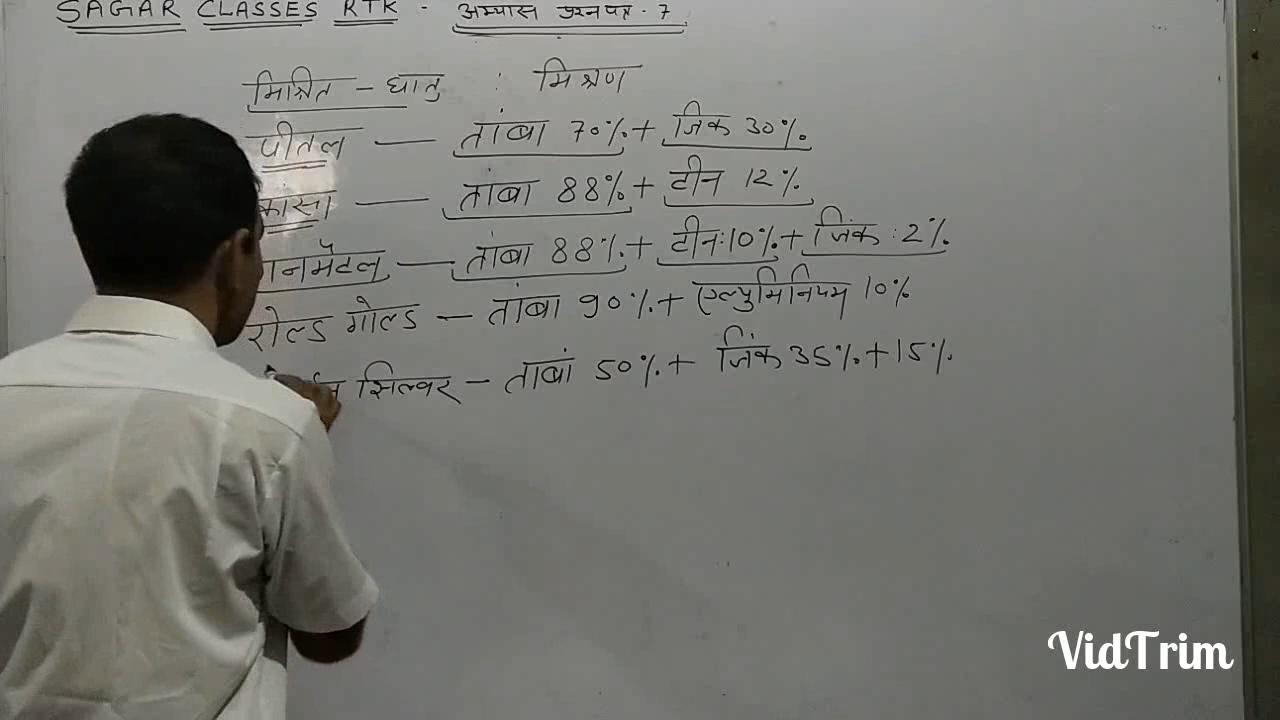 SAGAR CLASSES RTK - अभ्यास प्रश्नपत्र - 7
मिश्रित - धातु : मिश्रण
पीतल — तांबा 70% + जिंक 30%
कांसा — तांबा 88% + टीन 12%
गनमैटल — तांबा 88% + टीनः10% + जिंक : 2%
रोल्ड गोल्ड — तांबा 90% + एल्युमिनियम 10%
सिल्वर — ताबां 50% + जिंक 35% + 15%
VidTrim